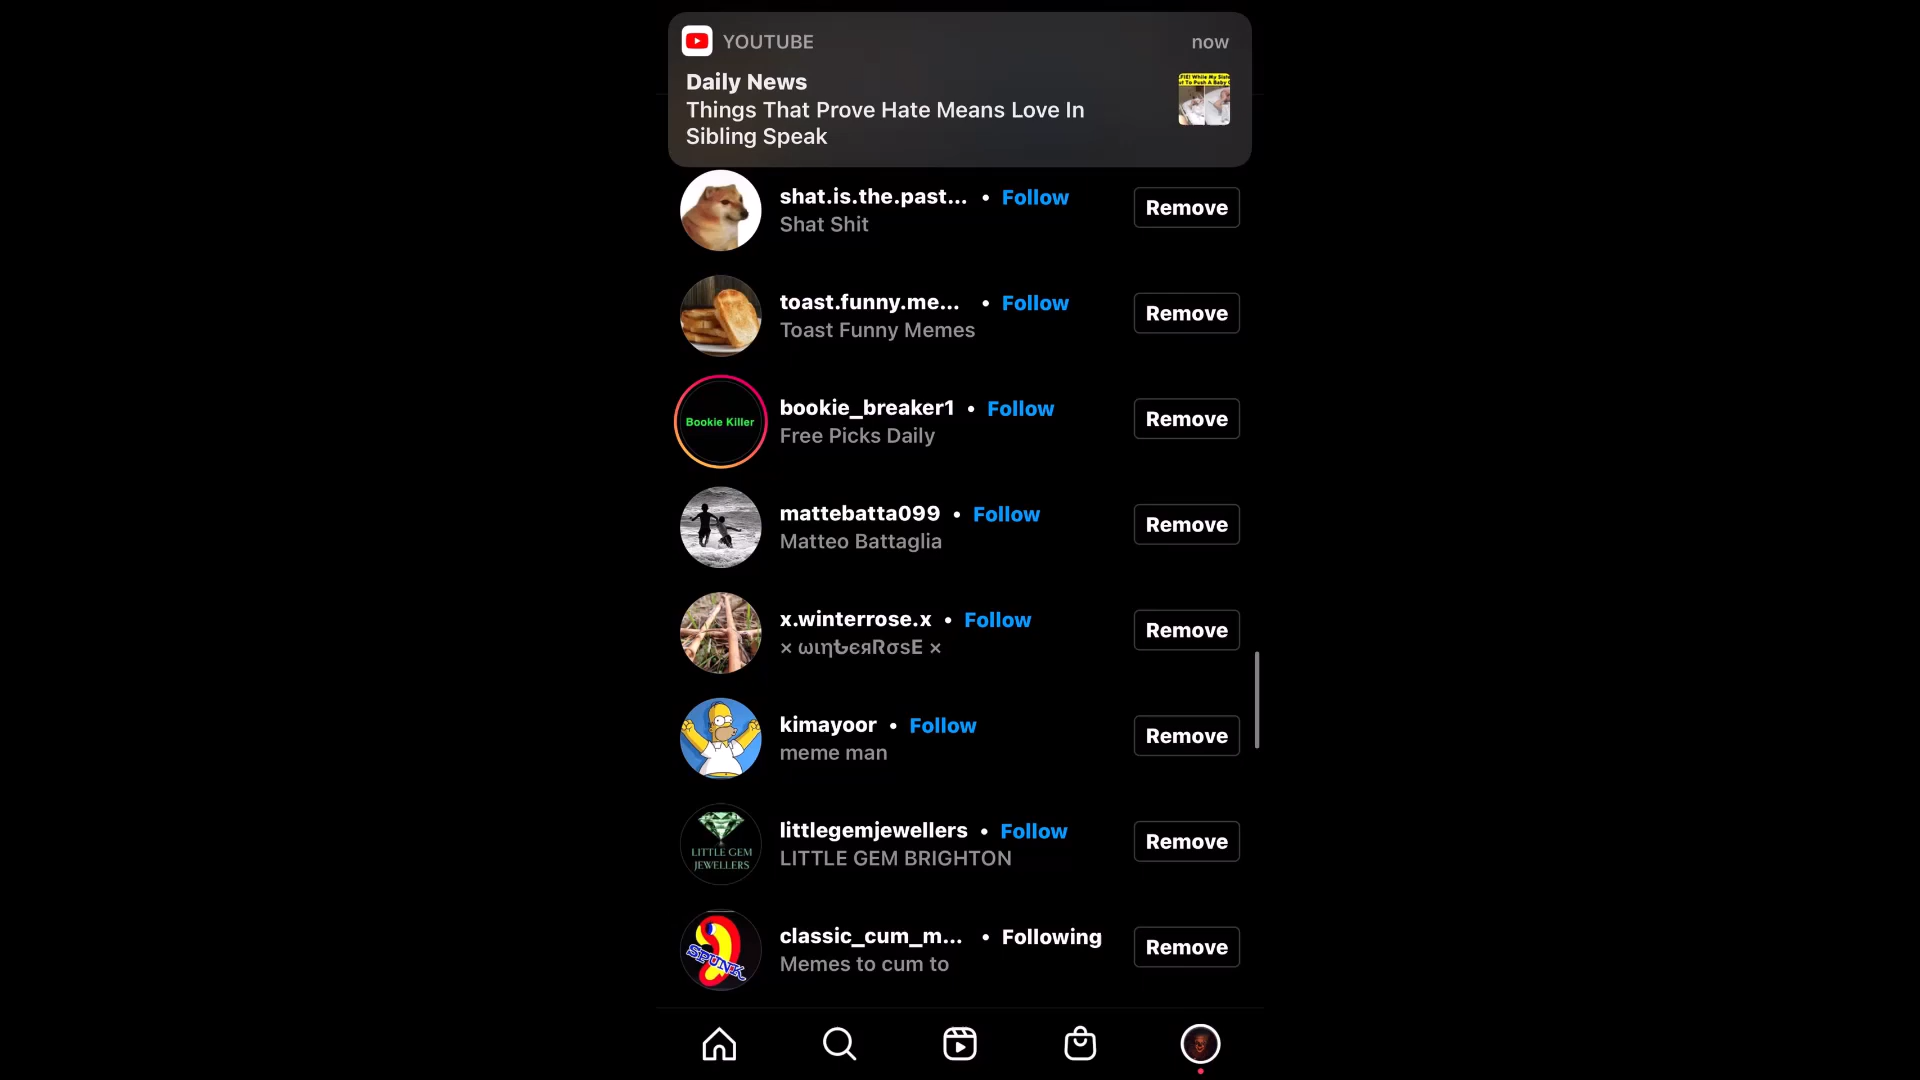 YOUTUBE
now
Daily News
Things That Prove Hate Means Love In
Sibling Speak
shat.is.the.past... • Follow
Remove
Shat Shit
toast.funny.me... • Follow
Remove
Toast Funny Memes
Bookie Killer
bookie_breaker1 • Follow
Remove
Free Picks Daily
mattebatta099 • Follow
Remove
Matteo Battaglia
x.winterrose.x • Follow
Remove
× ωιηႱєяRσsE ×
kimayoor • Follow
Remove
meme man
LITTLE GEM
JEWELLERS
littlegemjewellers • Follow
Remove
LITTLE GEM BRIGHTON
SPUNK
classic_cum_m... • Following
Remove
Memes to cum to